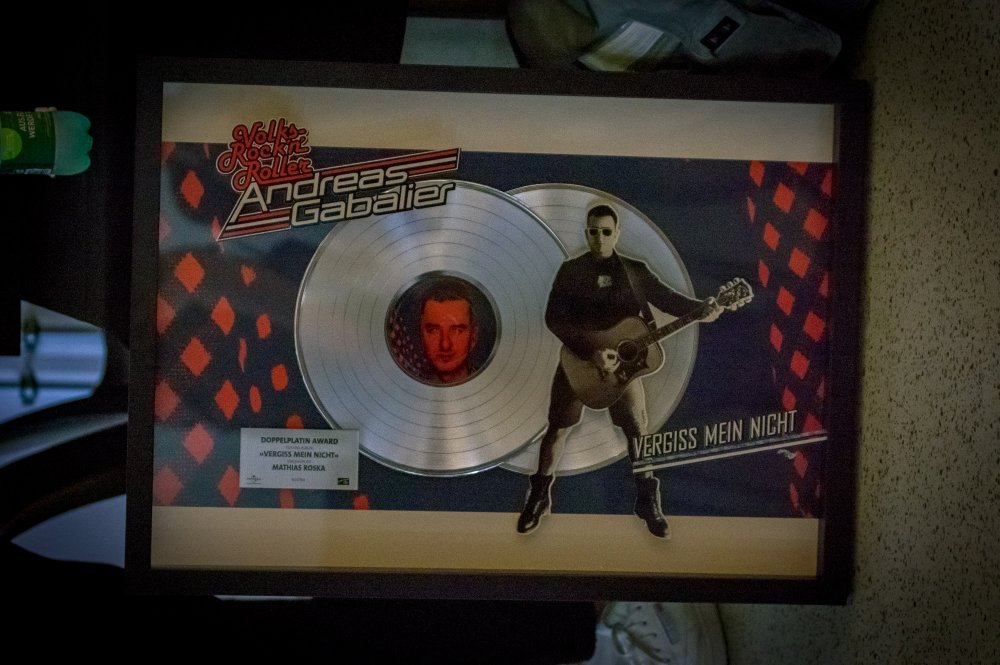 Volks-
Rock'n'
Roller
Andreas
Gabalier
VERGISS MEIN NICHT
DOPPELPLATIN AWARD
»VERGISS MEIN NICHT«
MATHIAS ROSKA